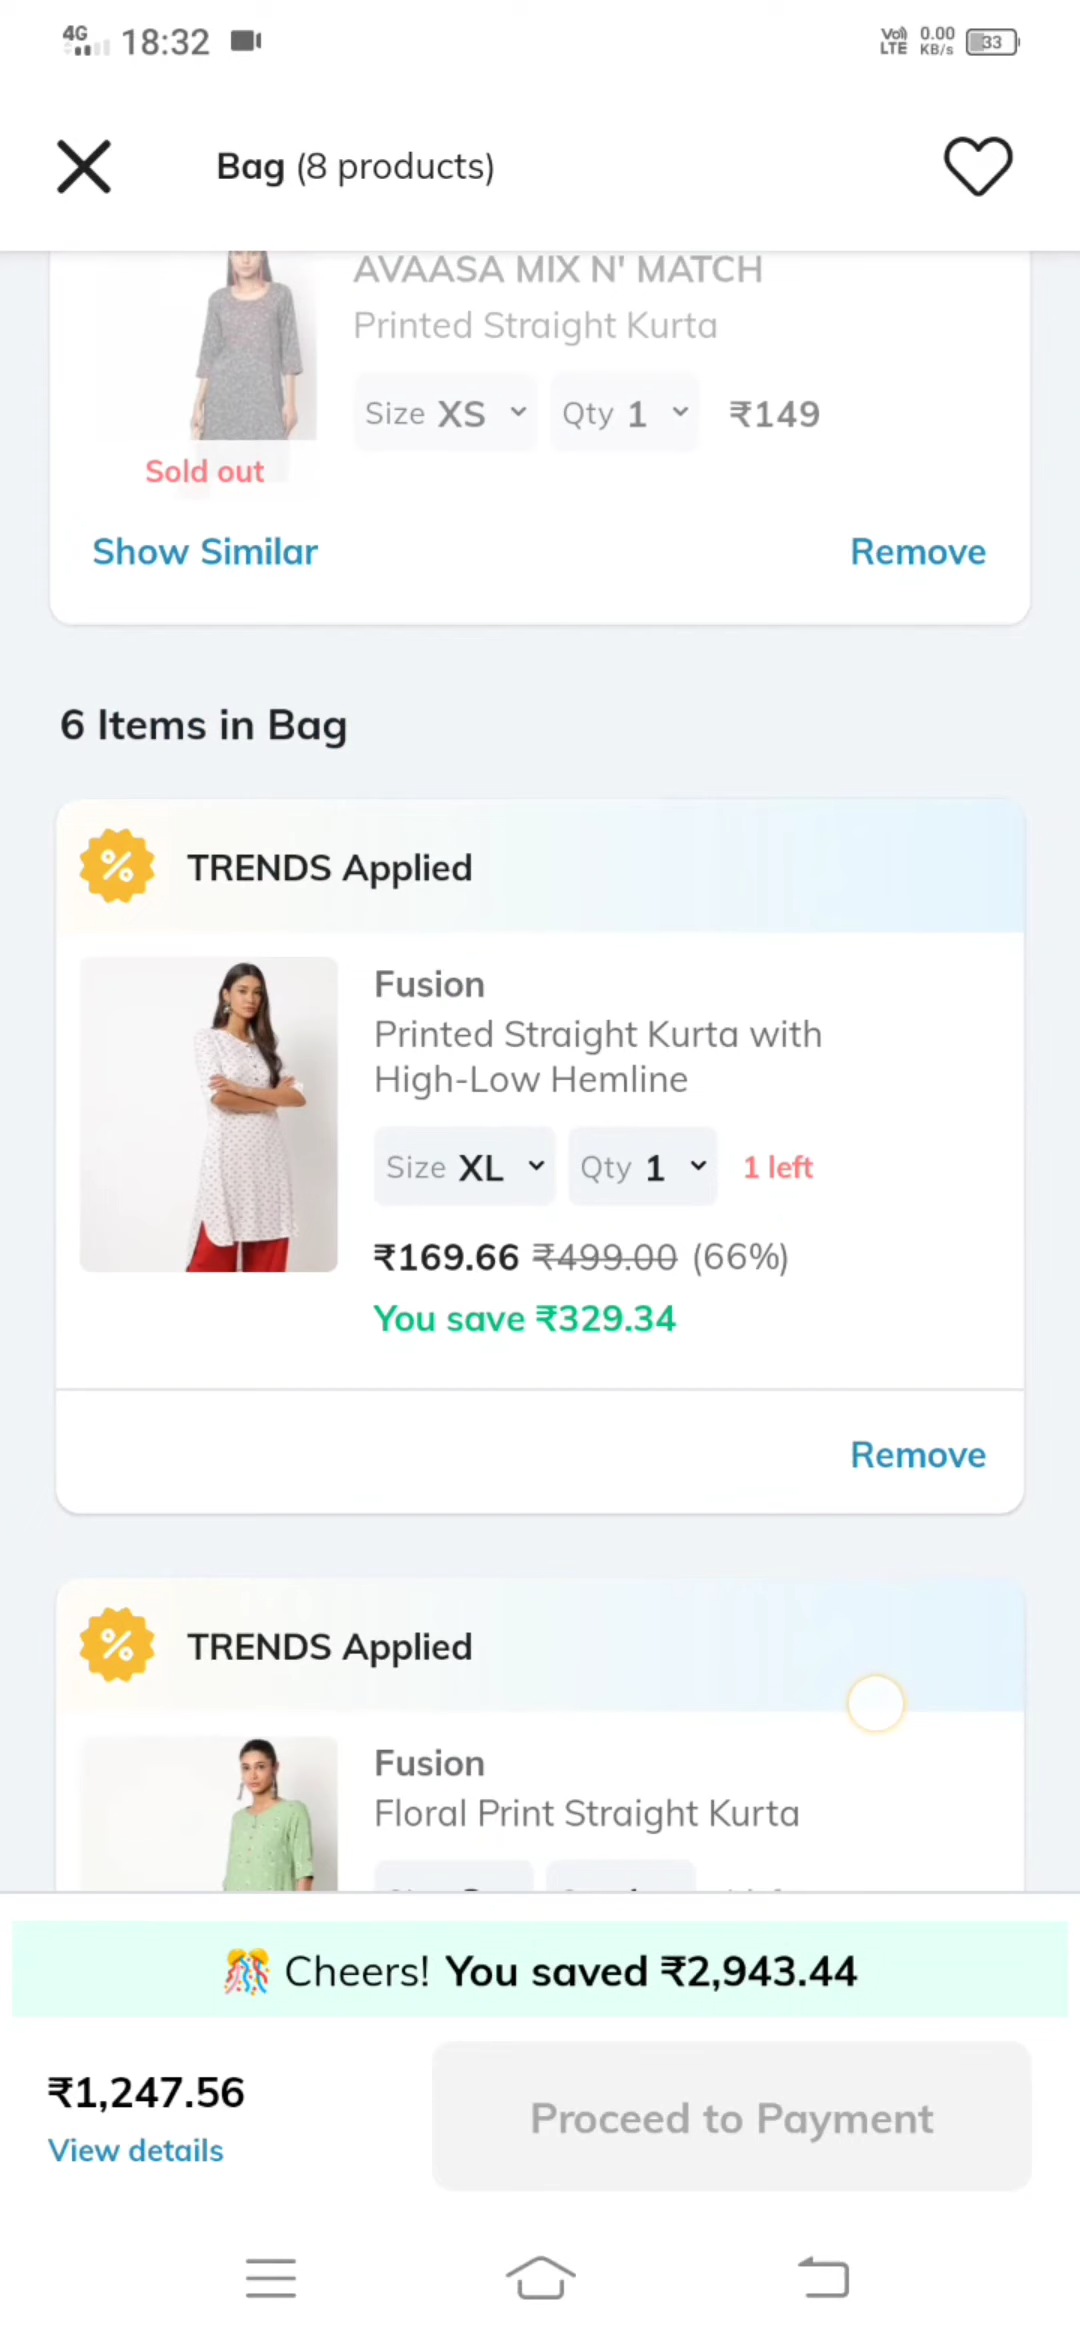 4G 18:32 Vo) LTE 0.00 KB/s 33
Bag (8 products)
AVAASA MIX N' MATCH
Printed Straight Kurta
Size XS Qty 1 ₹149
Sold out
Show Similar Remove
6 Items in Bag
TRENDS Applied
Fusion
Printed Straight Kurta with
High-Low Hemline
Size XL Qty 1 1 left
₹169.66 ₹499.00 (66%)
You save ₹329.34
Remove
TRENDS Applied
Fusion
Floral Print Straight Kurta
Cheers! You saved ₹2,943.44
₹1,247.56
View details
Proceed to Payment